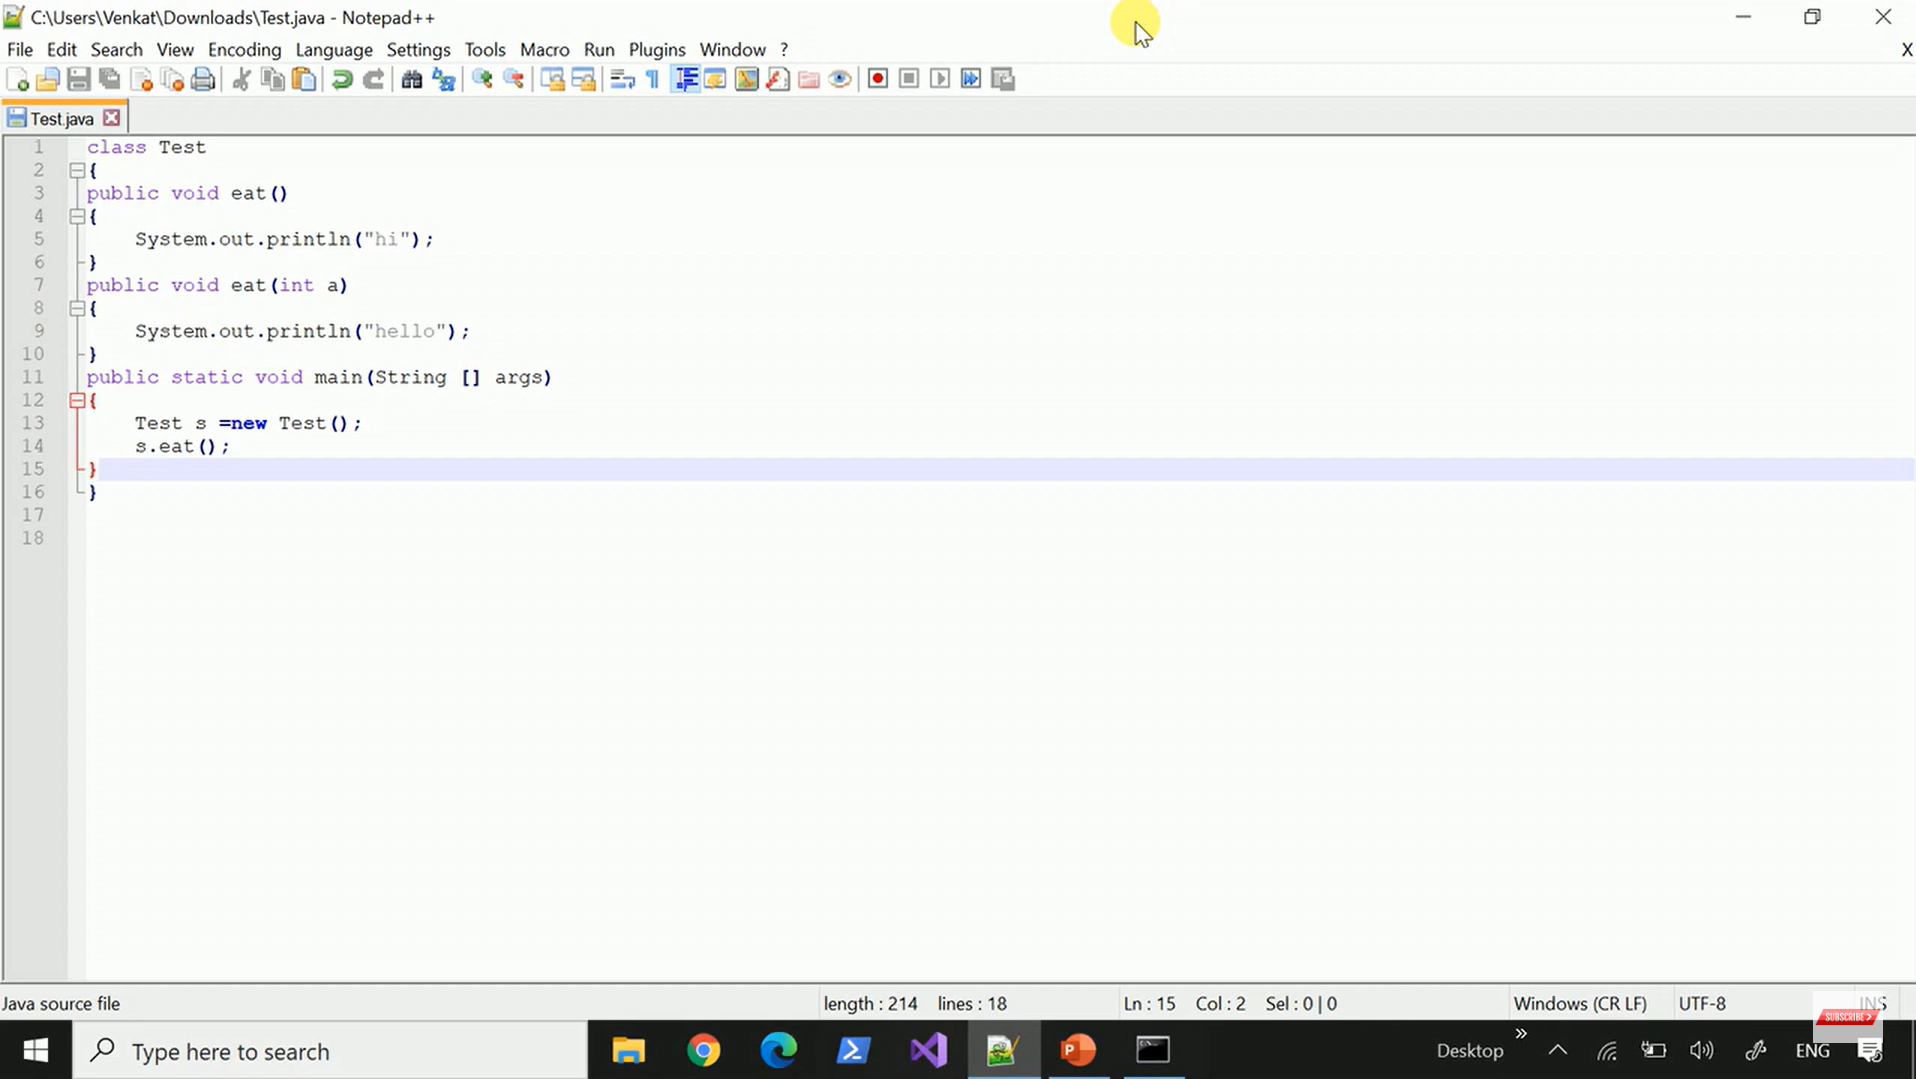 C:\Users\Venkat\Downloads\Test.java - Notepad++
File Edit Search View Encoding Language Settings Tools Macro Run Plugins Window ? X
Test.java
1 class Test
2 {
3 public void eat()
4 {
5 System.out.println("hi");
6 }
7 public void eat(int a)
8 {
9 System.out.println("hello");
10 }
11 public static void main(String [] args)
12 {
13 Test s =new Test();
14 s.eat();
15 }
16 }
17
18
Java source file length : 214 lines : 18 Ln : 15 Col : 2 Sel : 0 | 0 Windows (CR LF) UTF-8 INS
SUBSCRIBE
Type here to search Desktop ENG